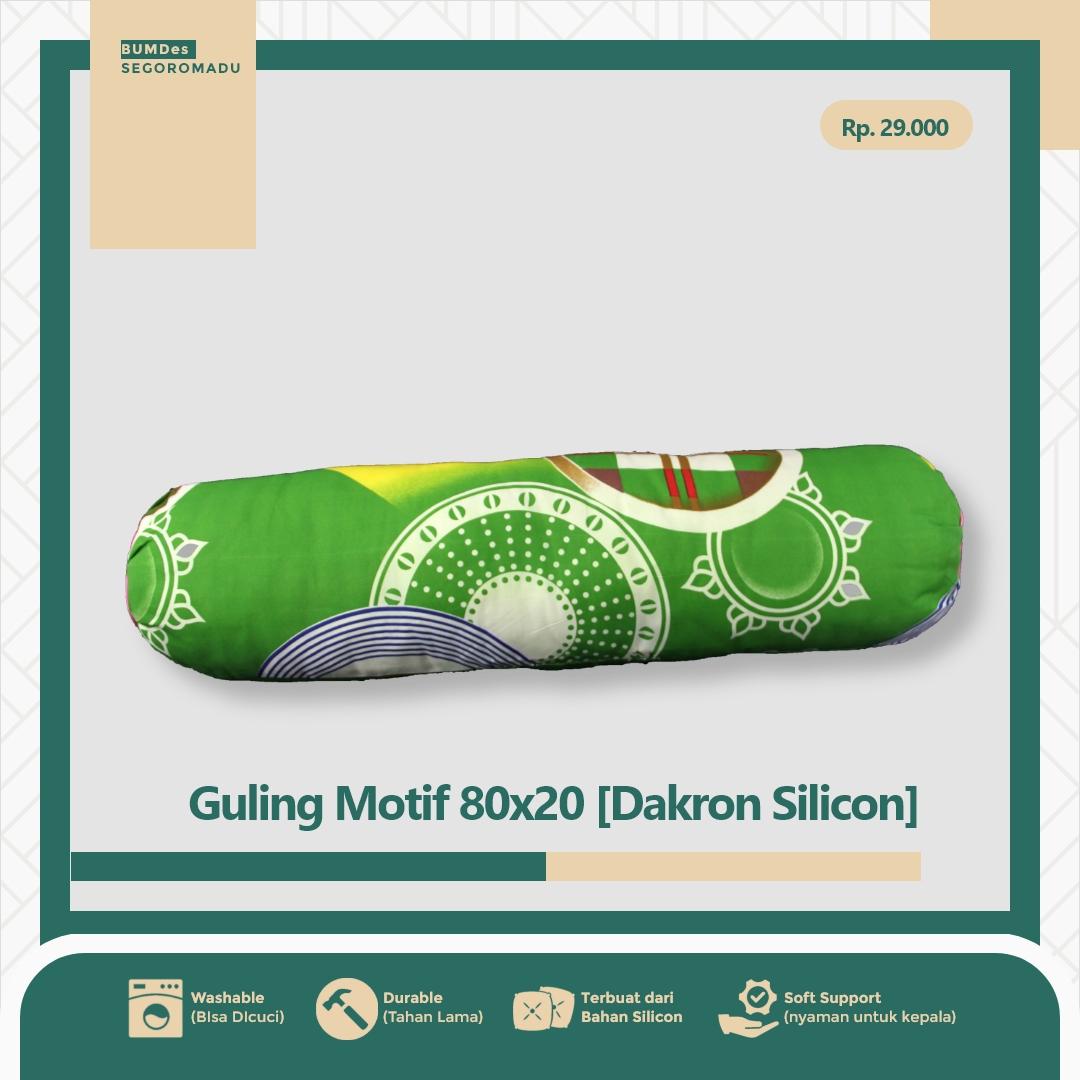 BUMDes
SEGOROMADU
Rp. 29.000
Guling Motif 80x20 [Dakron Silicon]
Washable
(BIsa DIcuci)
Durable
(Tahan Lama)
Terbuat dari
Bahan Silicon
Soft Support
(nyaman untuk kepala)